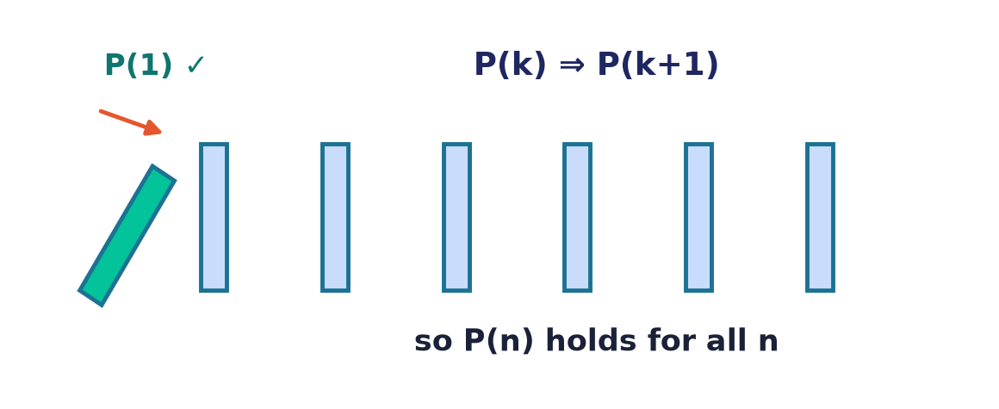 P(1) ✓
P(k) ⇒ P(k+1)
so P(n) holds for all n